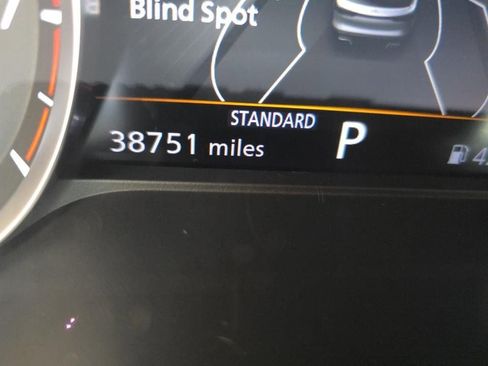 Blind Spot
STANDARD
38751 miles P